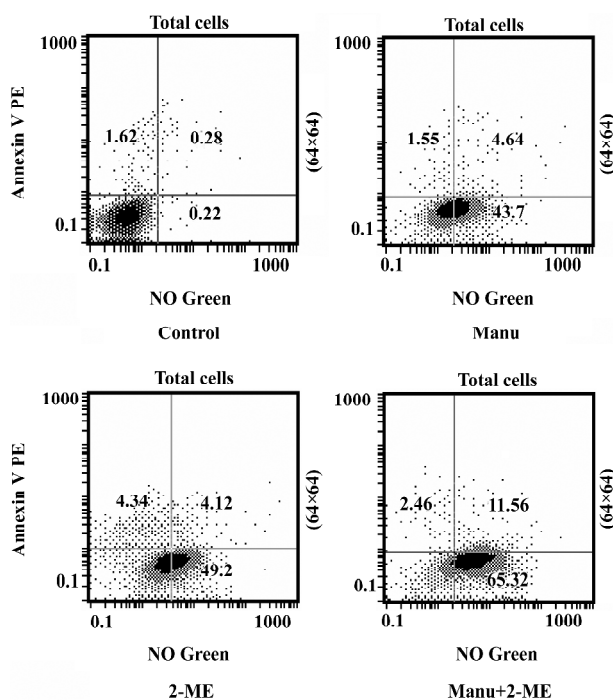 Total cells
1000
Annexin V PE
1.62
0.28
0.22
0.1
0.1
1000
(64×64)
NO Green
Control
Total cells
1000
1.55
4.64
43.7
0.1
0.1
1000
(64×64)
NO Green
Manu
Total cells
1000
Annexin V PE
4.34
4.12
49.2
0.1
0.1
1000
(64×64)
NO Green
2-ME
Total cells
1000
2.46
11.56
65.32
0.1
0.1
1000
(64×64)
NO Green
Manu+2-ME